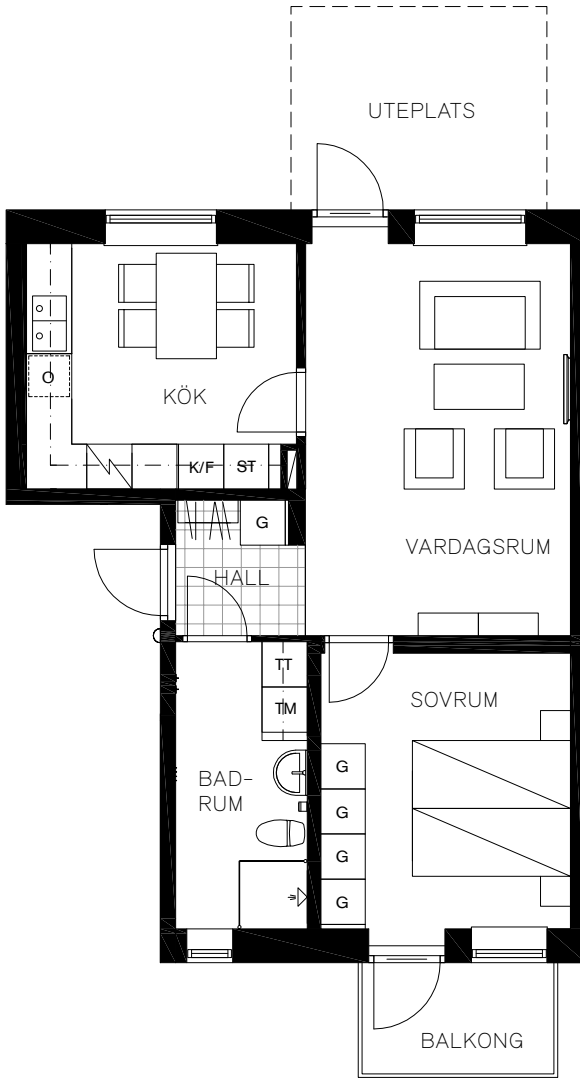 UTEPLATS
O
KÖK
K/F
ST
G
VARDAGSRUM
HALL
TT
SOVRUM
TM
BAD-
RUM
G
G
G
G
BALKONG